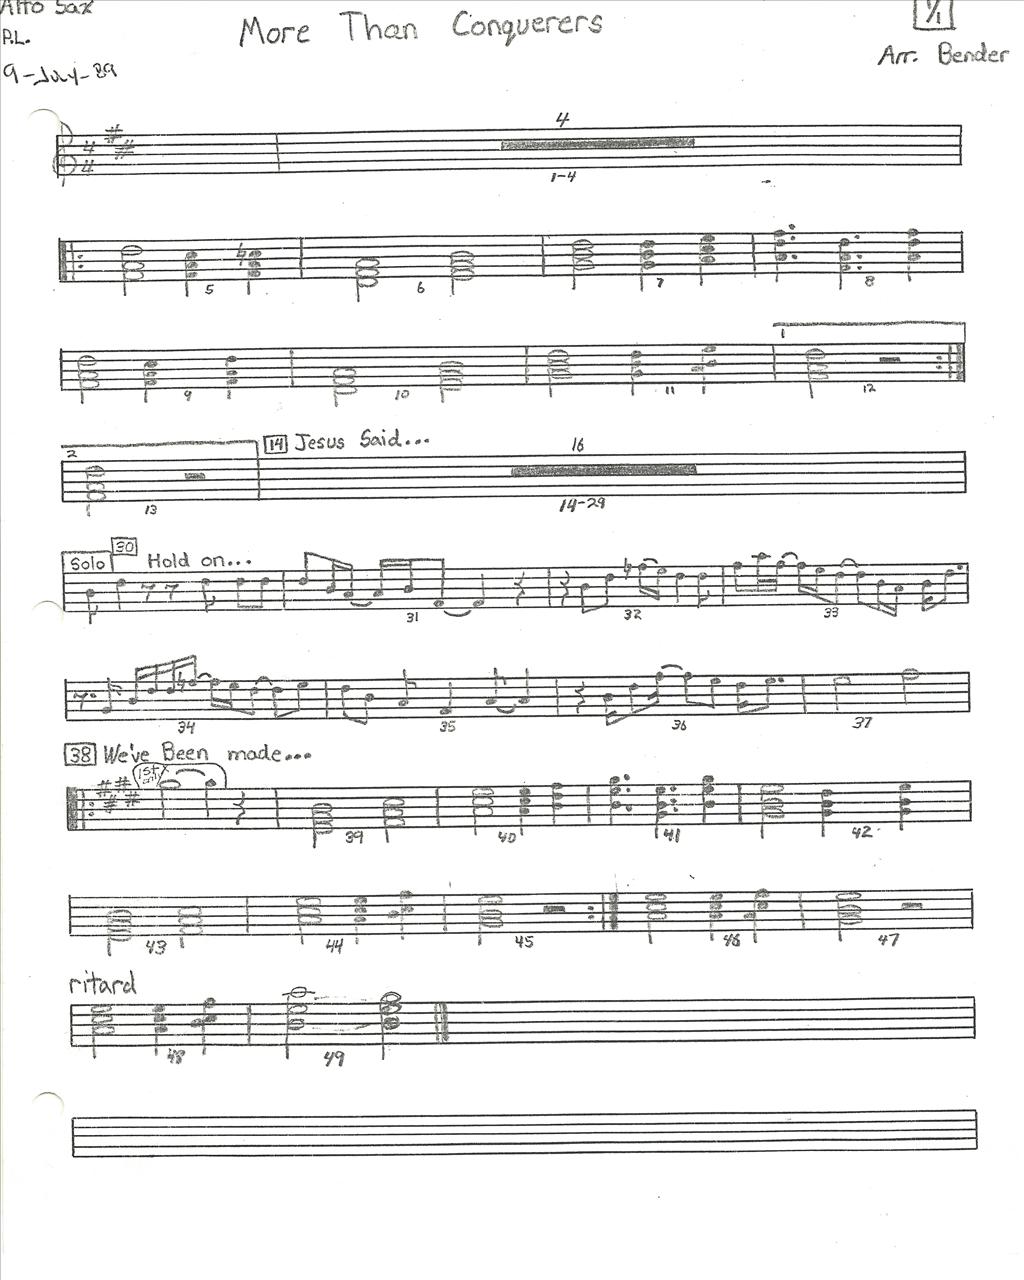 Alto Sax
1/1
P.L.
More Than Conquerers
Arr. Bender
9-July-89
4
4
4
1-4
5 6 7 8
1
9 10 11 12
2 14 Jesus Said... 16
13 14-29
Solo 30 Hold on...
31 32 33
34 35 36 37
38 We've Been made...
1st
39 40 41 42
43 44 45 46 47
ritard
48 49